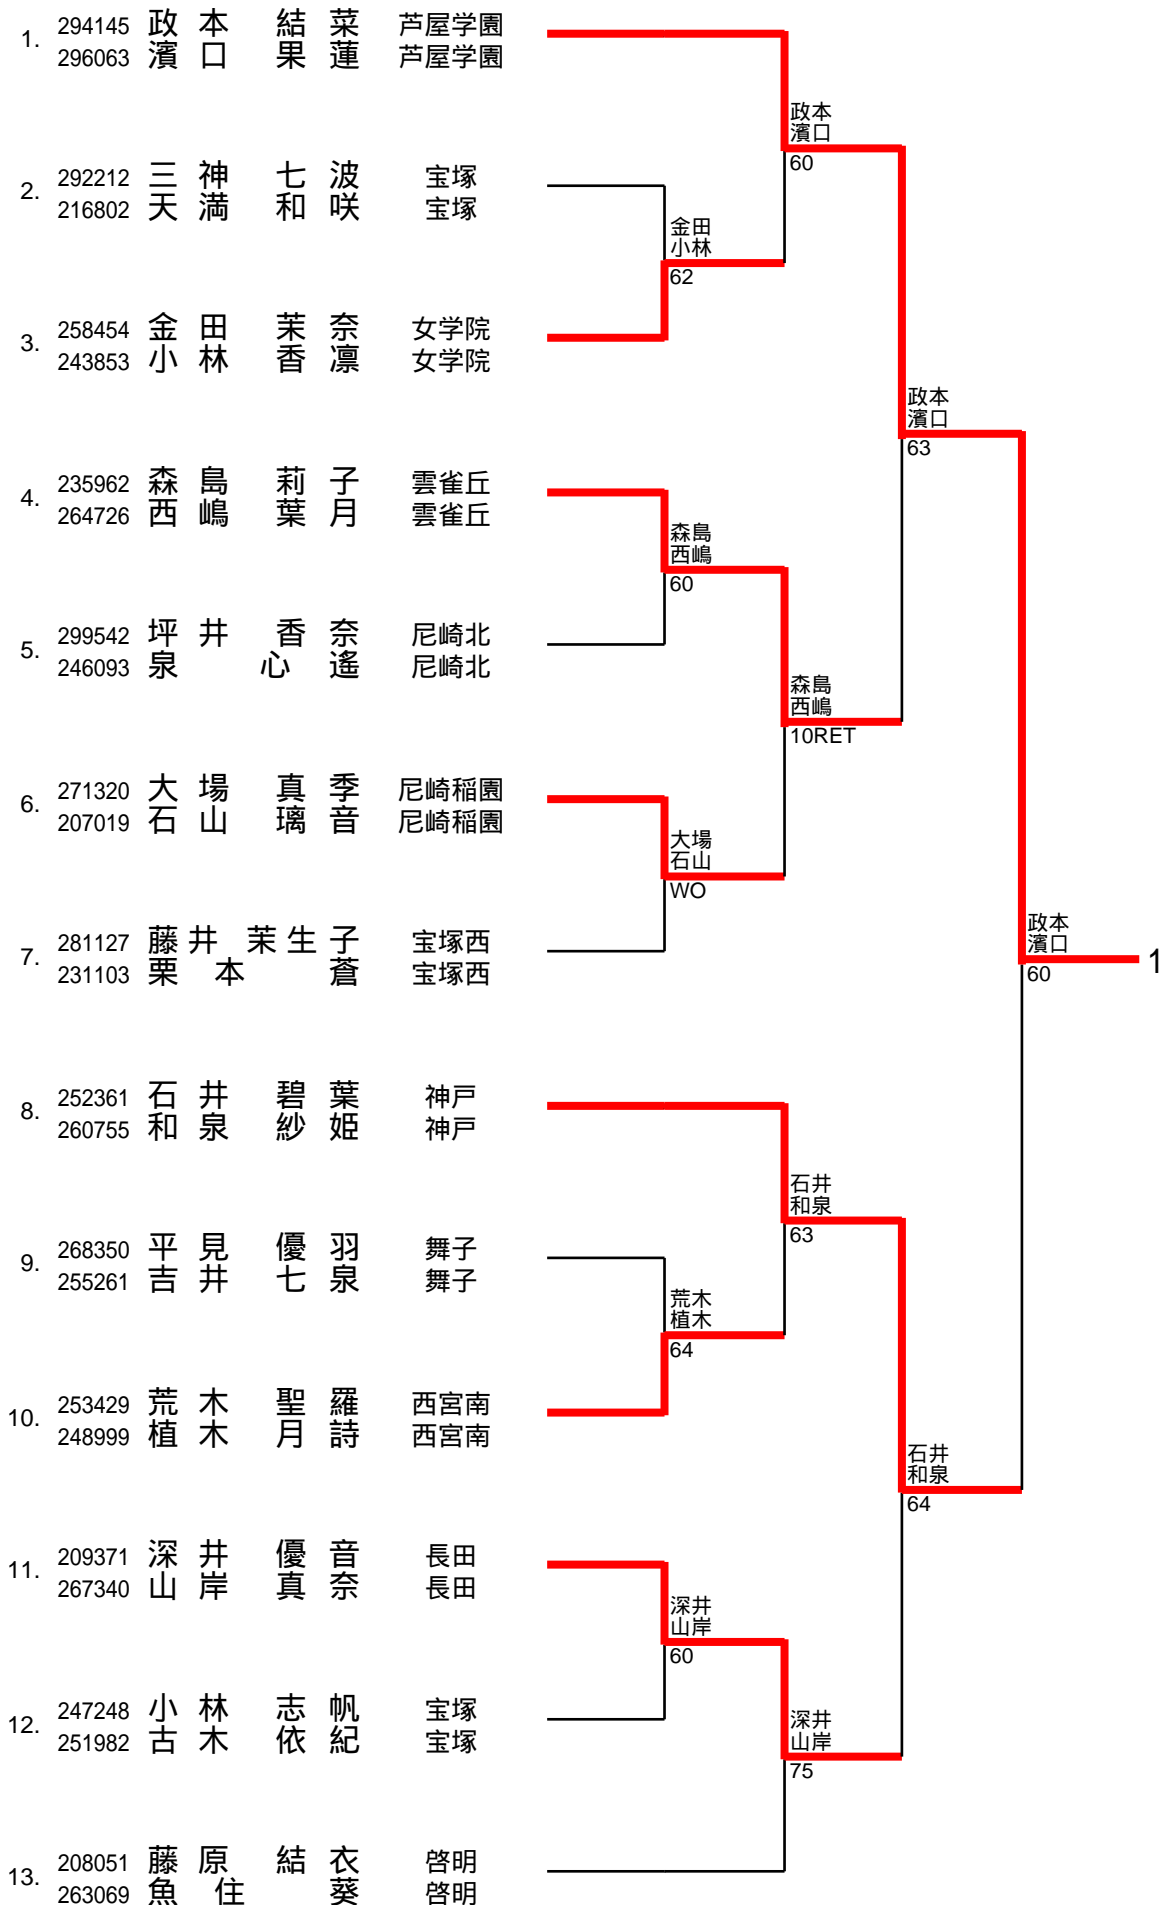 1. 294145 政本 結菜 芦屋学園
296063 濱口 果蓮 芦屋学園
政本
濱口
60
2. 292212 三神 七波 宝塚
216802 天満 和咲 宝塚
金田
小林
62
3. 258454 金田 茉奈 女学院
243853 小林 香凛 女学院
政本
濱口
63
4. 235962 森島 莉子 雲雀丘
264726 西嶋 葉月 雲雀丘
森島
西嶋
60
5. 299542 坪井 香奈 尼崎北
246093 泉 心遙 尼崎北
森島
西嶋
10RET
6. 271320 大場 真季 尼崎稲園
207019 石山 璃音 尼崎稲園
大場
石山
WO
7. 281127 藤井 茉生子 宝塚西
231103 栗本 蒼 宝塚西
政本
濱口
60
1
8. 252361 石井 碧葉 神戸
260755 和泉 紗姫 神戸
石井
和泉
63
9. 268350 平見 優羽 舞子
255261 吉井 七泉 舞子
荒木
植木
64
10. 253429 荒木 聖羅 西宮南
248999 植木 月詩 西宮南
石井
和泉
64
11. 209371 深井 優音 長田
267340 山岸 真奈 長田
深井
山岸
60
12. 247248 小林 志帆 宝塚
251982 古木 依紀 宝塚
深井
山岸
75
13. 208051 藤原 結衣 啓明
263069 魚住 葵 啓明